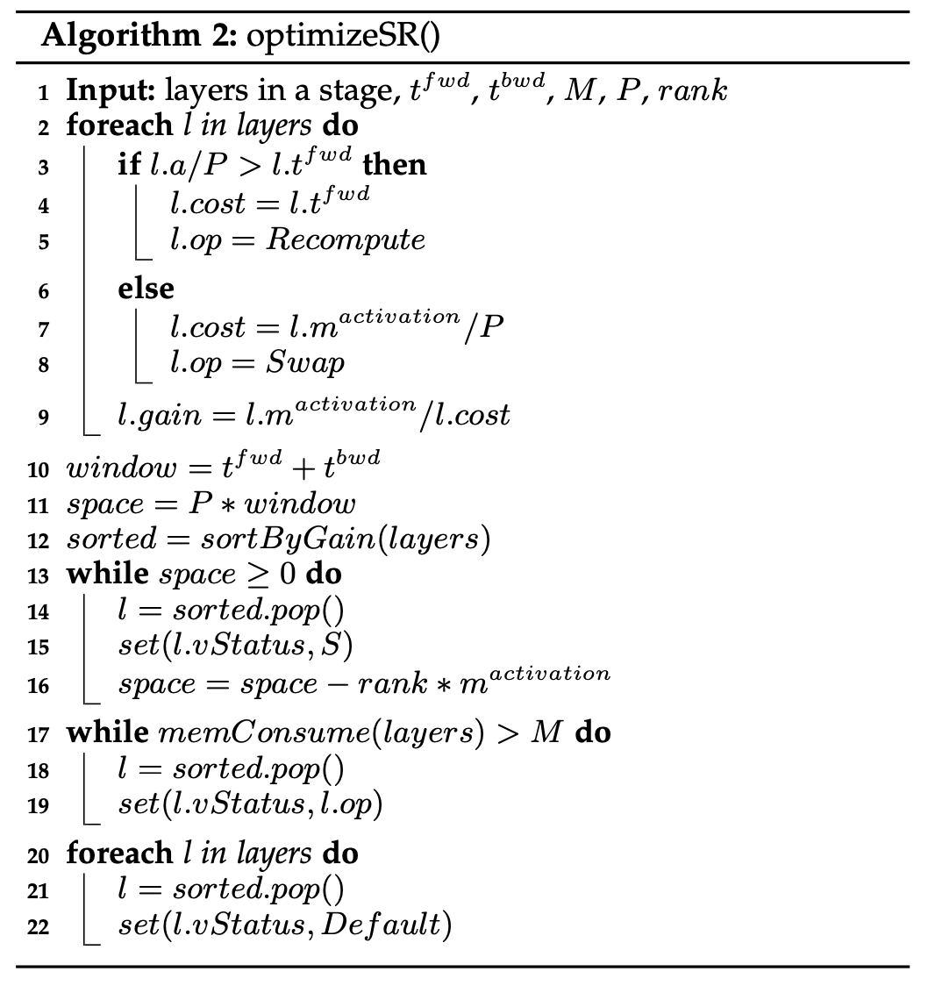 Algorithm 2: optimizeSR()
1 Input: layers in a stage, t^{fwd}, t^{bwd}, M, P, rank
2 foreach l in layers do
3 if l.a/P > l.t^{fwd} then
4 l.cost = l.t^{fwd}
5 l.op = Recompute
6 else
7 l.cost = l.m^{activation}/P
8 l.op = Swap
9 l.gain = l.m^{activation}/l.cost
10 window = t^{fwd} + t^{bwd}
11 space = P * window
12 sorted = sortByGain(layers)
13 while space ≥ 0 do
14 l = sorted.pop()
15 set(l.vStatus, S)
16 space = space − rank * m^{activation}
17 while memConsume(layers) > M do
18 l = sorted.pop()
19 set(l.vStatus, l.op)
20 foreach l in layers do
21 l = sorted.pop()
22 set(l.vStatus, Default)